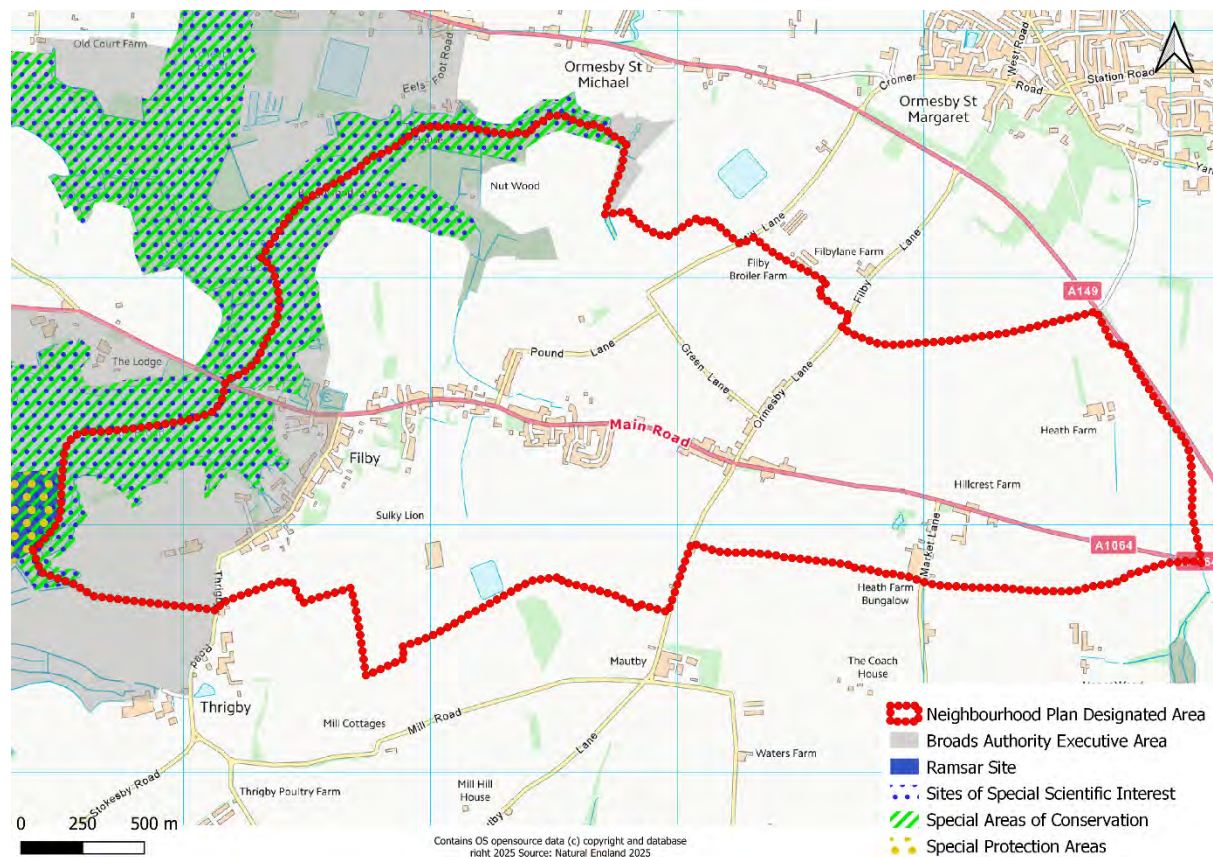 Old Court Farm
Eels Foot Road
Ormesby St
Michael
Cromer
Road
West Road
Station Road
Ormesby St
Margaret
Nut Wood
Lane
Filby
Broiler Farm
Filbylane Farm
Filby Lane
A149
The Lodge
Pound Lane
Green Lane
Ormesby Lane
Main Road
Heath Farm
Filby
Sulky Lion
Hillcrest Farm
Market Lane
A1064
Heath Farm
Bungalow
Thrigby
Road
Mautby
The Coach
House
Thrigby
Mill Cottages
Mill Road
Lane
Waters Farm
Stokesby Road
Thrigby Poultry Farm
Mill Hill
House
Neighbourhood Plan Designated Area
Broads Authority Executive Area
Ramsar Site
Sites of Special Scientific Interest
Special Areas of Conservation
Special Protection Areas
0 250 500 m
Contains OS opensource data (c) copyright and database
right 2025 Source: Natural England 2025